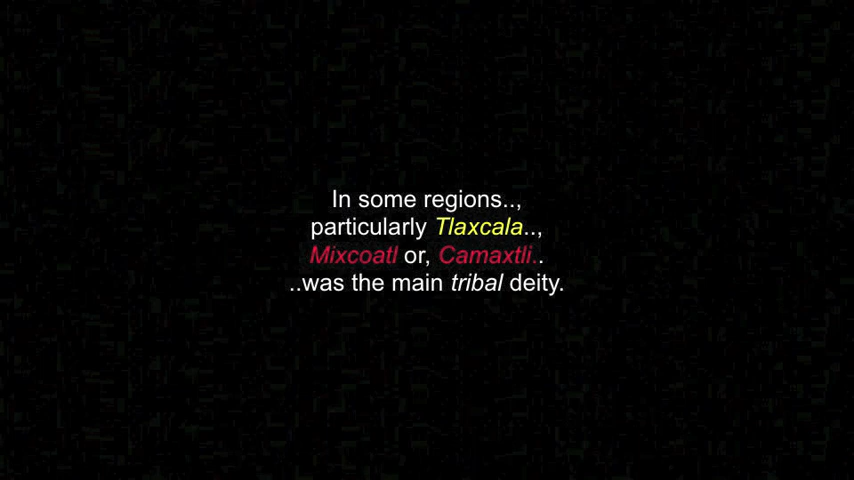 In some regions..,
particularly Tlaxcala..,
Mixcoatl or, Camaxtli..
..was the main tribal deity.